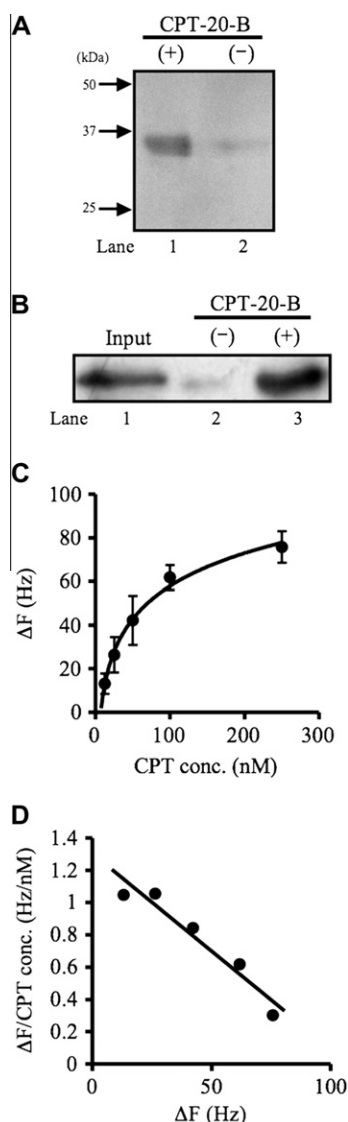 A
CPT-20-B
(kDa) (+) (−)
50
37
25
Lane 1 2
B
CPT-20-B
Input (−) (+)
Lane 1 2 3
C
100
80
60
40
20
0
0 100 200 300
ΔF (Hz)
CPT conc. (nM)
D
1.4
1.2
1
0.8
0.6
0.4
0.2
0
0 50 100
ΔF/CPT conc. (Hz/nM)
ΔF (Hz)